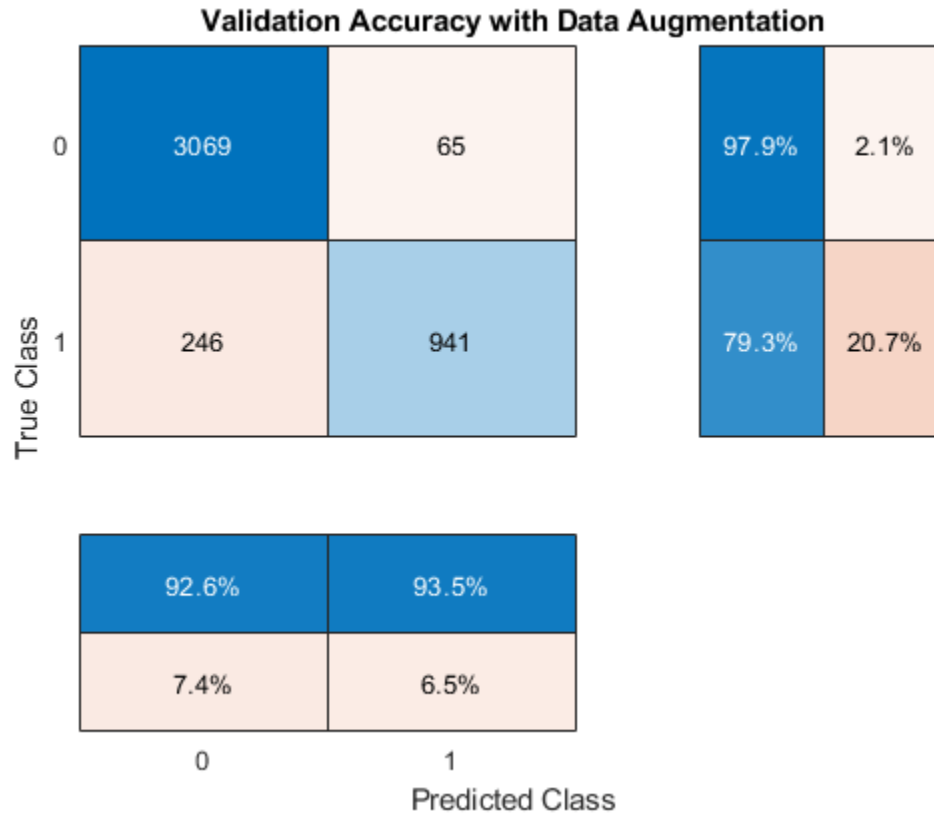 Validation Accuracy with Data Augmentation
0 3069 65 97.9% 2.1%
1 246 941 79.3% 20.7%
True Class
92.6% 93.5%
7.4% 6.5%
0 1
Predicted Class